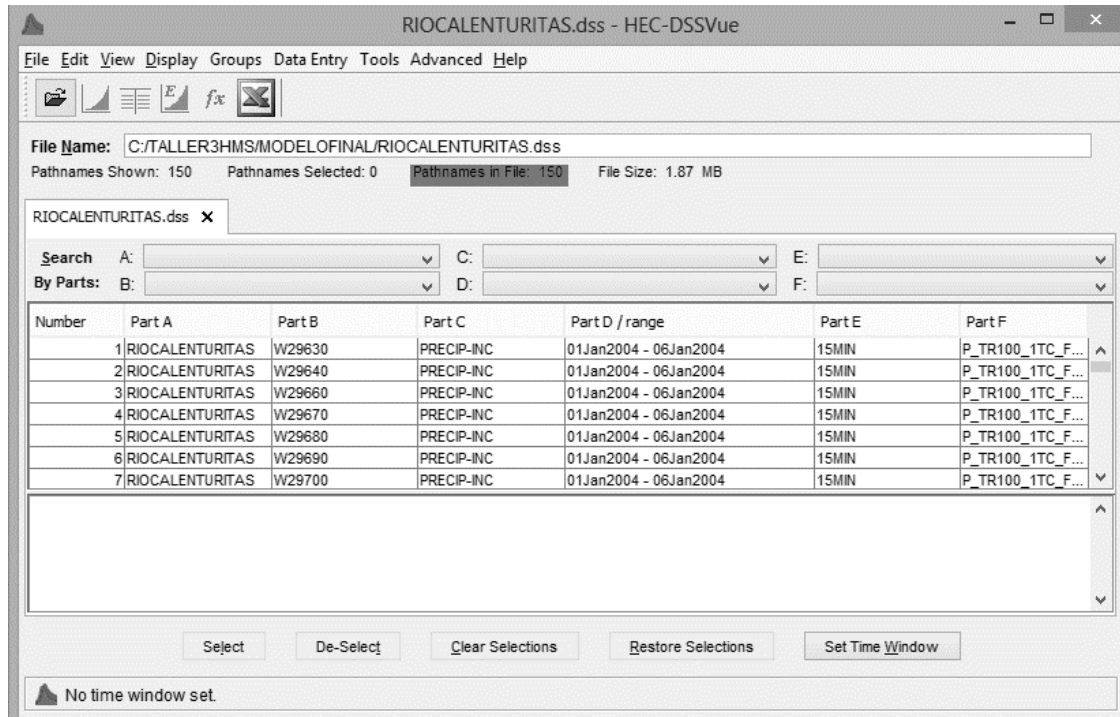 RIOCALENTURITAS.dss - HEC-DSSVue
File Edit View Display Groups Data Entry Tools Advanced Help
E fx X
File Name: C:/TALLER3HMS/MODELOFINAL/RIOCALENTURITAS.dss
Pathnames Shown: 150 Pathnames Selected: 0 Pathnames in File: 150 File Size: 1.87 MB
RIOCALENTURITAS.dss X
Search A: C: E:
By Parts: B: D: F:
Number Part A Part B Part C Part D / range Part E Part F
1 RIOCALENTURITAS W29630 PRECIP-INC 01Jan2004 - 06Jan2004 15MIN P_TR100_1TC_F...
2 RIOCALENTURITAS W29640 PRECIP-INC 01Jan2004 - 06Jan2004 15MIN P_TR100_1TC_F...
3 RIOCALENTURITAS W29660 PRECIP-INC 01Jan2004 - 06Jan2004 15MIN P_TR100_1TC_F...
4 RIOCALENTURITAS W29670 PRECIP-INC 01Jan2004 - 06Jan2004 15MIN P_TR100_1TC_F...
5 RIOCALENTURITAS W29680 PRECIP-INC 01Jan2004 - 06Jan2004 15MIN P_TR100_1TC_F...
6 RIOCALENTURITAS W29690 PRECIP-INC 01Jan2004 - 06Jan2004 15MIN P_TR100_1TC_F...
7 RIOCALENTURITAS W29700 PRECIP-INC 01Jan2004 - 06Jan2004 15MIN P_TR100_1TC_F...
Select De-Select Clear Selections Restore Selections Set Time Window
No time window set.